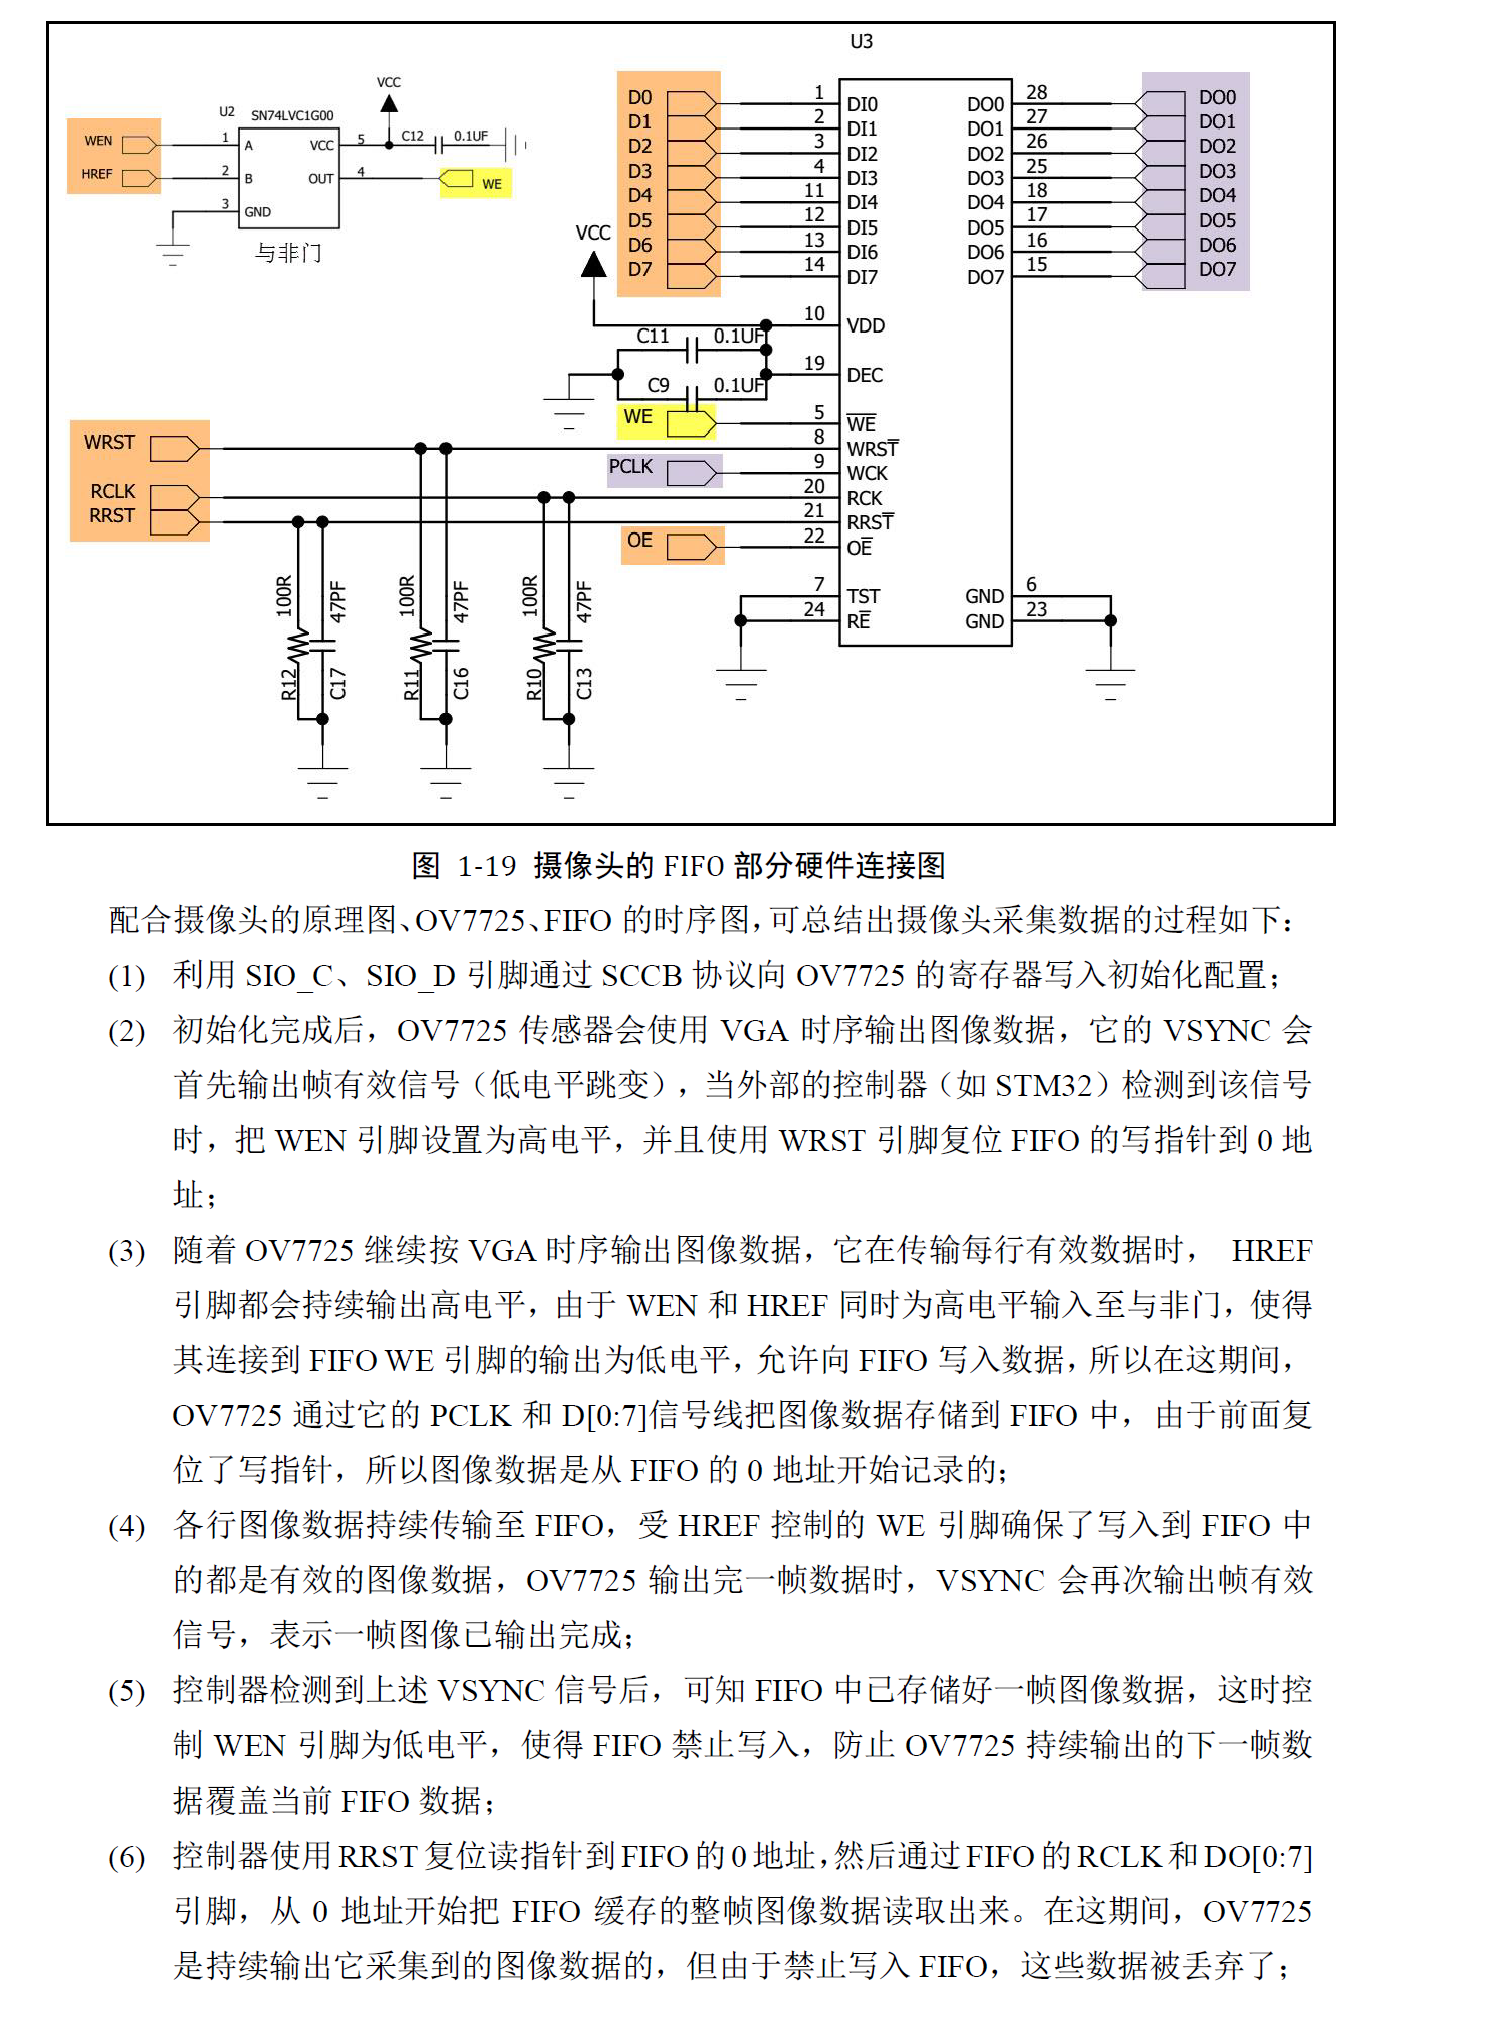 U3
VCC
U2 SN74LVC1G00
WEN 1 A VCC 5 C12 0.1UF
HREF 2 B OUT 4 WE
3 GND
与非门
D0 1 DI0 DO0 28 DO0
D1 2 DI1 DO1 27 DO1
D2 3 DI2 DO2 26 DO2
D3 4 DI3 DO3 25 DO3
D4 11 DI4 DO4 18 DO4
D5 12 DI5 DO5 17 DO5
D6 13 DI6 DO6 16 DO6
D7 14 DI7 DO7 15 DO7
VCC
10 VDD
C11 0.1UF
19 DEC
C9 0.1UF
WE 5 WE
WRST 8 WRST
PCLK 9 WCK
RCLK 20 RCK
RRST 21 RRST
OE 22 OE
7 TST GND 6
24 RE GND 23
100R 47PF 100R 47PF 100R 47PF
R12 C17 R11 C16 R10 C13
图 1-19 摄像头的 FIFO 部分硬件连接图
配合摄像头的原理图、OV7725、FIFO 的时序图，可总结出摄像头采集数据的过程如下：
(1) 利用 SIO_C、SIO_D 引脚通过 SCCB 协议向 OV7725 的寄存器写入初始化配置；
(2) 初始化完成后，OV7725 传感器会使用 VGA 时序输出图像数据，它的 VSYNC 会
首先输出帧有效信号（低电平跳变），当外部的控制器（如 STM32）检测到该信号
时，把 WEN 引脚设置为高电平，并且使用 WRST 引脚复位 FIFO 的写指针到 0 地
址；
(3) 随着 OV7725 继续按 VGA 时序输出图像数据，它在传输每行有效数据时， HREF
引脚都会持续输出高电平，由于 WEN 和 HREF 同时为高电平输入至与非门，使得
其连接到 FIFO WE 引脚的输出为低电平，允许向 FIFO 写入数据，所以在这期间，
OV7725 通过它的 PCLK 和 D[0:7]信号线把图像数据存储到 FIFO 中，由于前面复
位了写指针，所以图像数据是从 FIFO 的 0 地址开始记录的；
(4) 各行图像数据持续传输至 FIFO，受 HREF 控制的 WE 引脚确保了写入到 FIFO 中
的都是有效的图像数据，OV7725 输出完一帧数据时，VSYNC 会再次输出帧有效
信号，表示一帧图像已输出完成；
(5) 控制器检测到上述 VSYNC 信号后，可知 FIFO 中已存储好一帧图像数据，这时控
制 WEN 引脚为低电平，使得 FIFO 禁止写入，防止 OV7725 持续输出的下一帧数
据覆盖当前 FIFO 数据；
(6) 控制器使用 RRST 复位读指针到 FIFO 的 0 地址，然后通过 FIFO 的 RCLK 和 DO[0:7]
引脚，从 0 地址开始把 FIFO 缓存的整帧图像数据读取出来。在这期间，OV7725
是持续输出它采集到的图像数据的，但由于禁止写入 FIFO，这些数据被丢弃了；